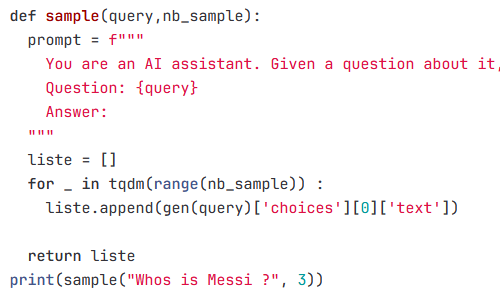 def sample(query,nb_sample):
  prompt = f"""
    You are an AI assistant. Given a question about it,
    Question: {query}
    Answer:
  """
  liste = []
  for _ in tqdm(range(nb_sample)) :
    liste.append(gen(query)['choices'][0]['text'])

  return liste
print(sample("Whos is Messi ?", 3))